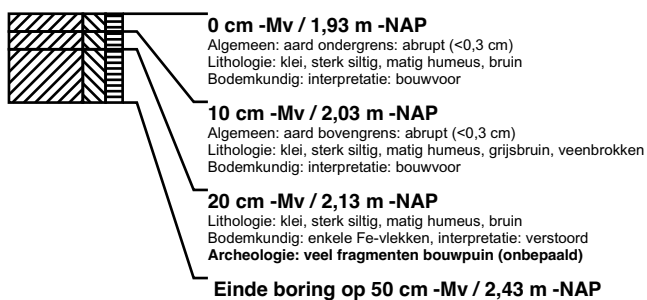 0 cm -Mv / 1,93 m -NAP
Algemeen: aard ondergrens: abrupt (<0,3 cm)
Lithologie: klei, sterk siltig, matig humeus, bruin
Bodemkundig: interpretatie: bouwvoor
10 cm -Mv / 2,03 m -NAP
Algemeen: aard bovengrens: abrupt (<0,3 cm)
Lithologie: klei, sterk siltig, matig humeus, grijsbruin, veenbrokken
Bodemkundig: interpretatie: bouwvoor
20 cm -Mv / 2,13 m -NAP
Lithologie: klei, sterk siltig, matig humeus, bruin
Bodemkundig: enkele Fe-vlekken, interpretatie: verstoord
Archeologie: veel fragmenten bouwpuin (onbepaald)
Einde boring op 50 cm -Mv / 2,43 m -NAP